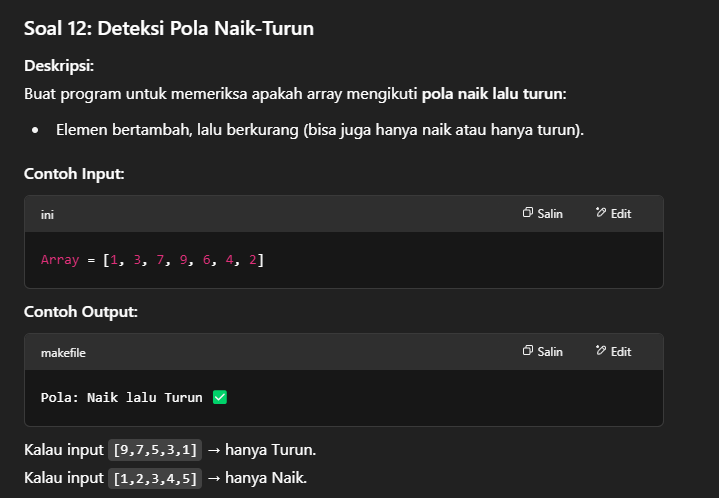 Soal 12: Deteksi Pola Naik-Turun
Deskripsi:
Buat program untuk memeriksa apakah array mengikuti pola naik lalu turun:
• Elemen bertambah, lalu berkurang (bisa juga hanya naik atau hanya turun).
Contoh Input:
ini Salin Edit
Array = [1, 3, 7, 9, 6, 4, 2]
Contoh Output:
makefile Salin Edit
Pola: Naik lalu Turun ✅
Kalau input [9,7,5,3,1] → hanya Turun.
Kalau input [1,2,3,4,5] → hanya Naik.